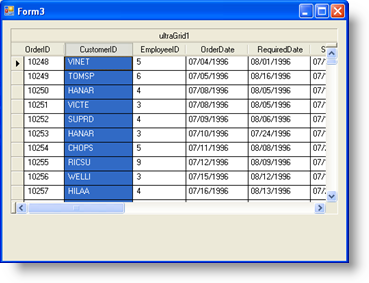 Form3
ultraGrid1
OrderID CustomerID EmployeeID OrderDate RequiredDate S
10248 VINET 5 07/04/1996 08/01/1996 07/
10249 TOMSP 6 07/05/1996 08/16/1996 07/
10250 HANAR 4 07/08/1996 08/05/1996 07/
10251 VICTE 3 07/08/1996 08/05/1996 07/
10252 SUPRD 4 07/09/1996 08/06/1996 07/
10253 HANAR 3 07/10/1996 07/24/1996 07/
10254 CHOPS 5 07/11/1996 08/08/1996 07/
10255 RICSU 9 07/12/1996 08/09/1996 07/
10256 WELLI 3 07/15/1996 08/12/1996 07/
10257 HILAA 4 07/16/1996 08/13/1996 07/